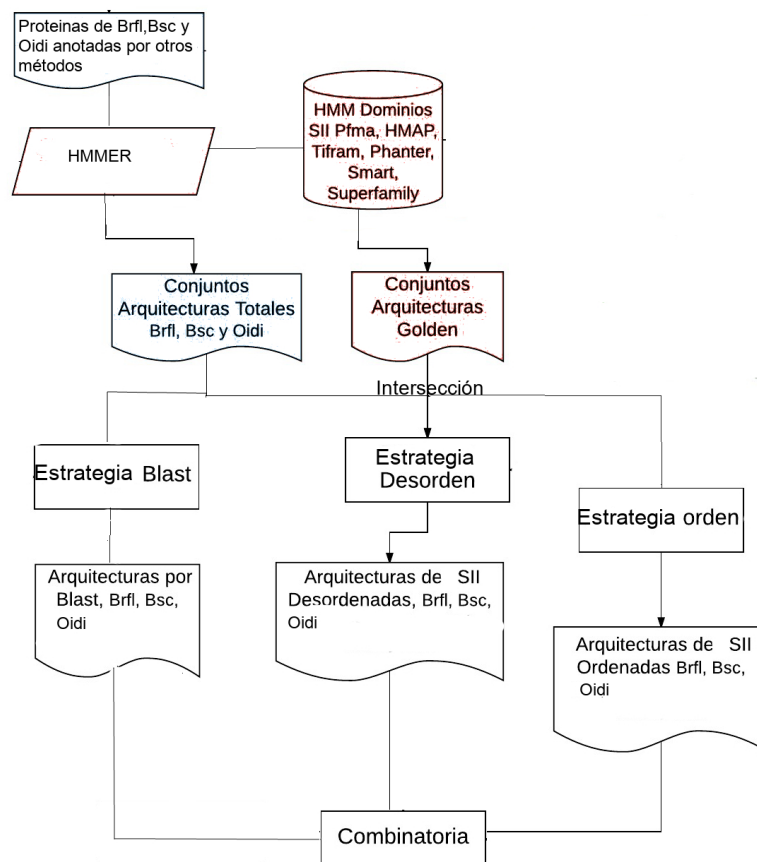 Proteinas de Brfl,Bsc y
Oidi anotadas por otros
métodos
HMM Dominios
SII Pfma, HMAP,
Tifram, Phanter,
Smart,
Superfamily
HMMER
Conjuntos
Arquitecturas Totales
Brfl, Bsc y Oidi
Conjuntos
Arquitecturas
Golden
Intersección
Estrategia Blast
Estrategia
Desorden
Estrategia orden
Arquitecturas por
Blast, Brfl, Bsc,
Oidi
Arquitecturas de SII
Desordenadas, Brfl, Bsc,
Oidi
Arquitecturas de SII
Ordenadas Brfl, Bsc,
Oidi
Combinatoria